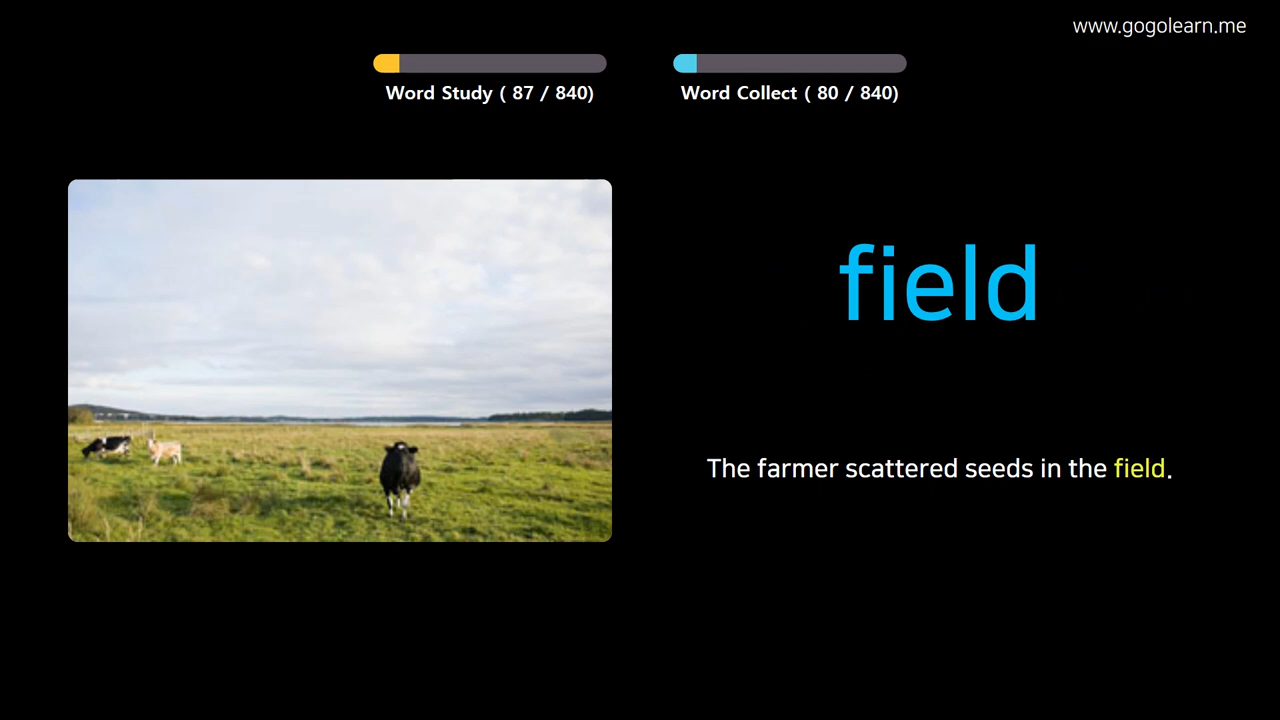 www.gogolearn.me
Word Study ( 87 / 840)
Word Collect ( 80 / 840)
field
The farmer scattered seeds in the field.